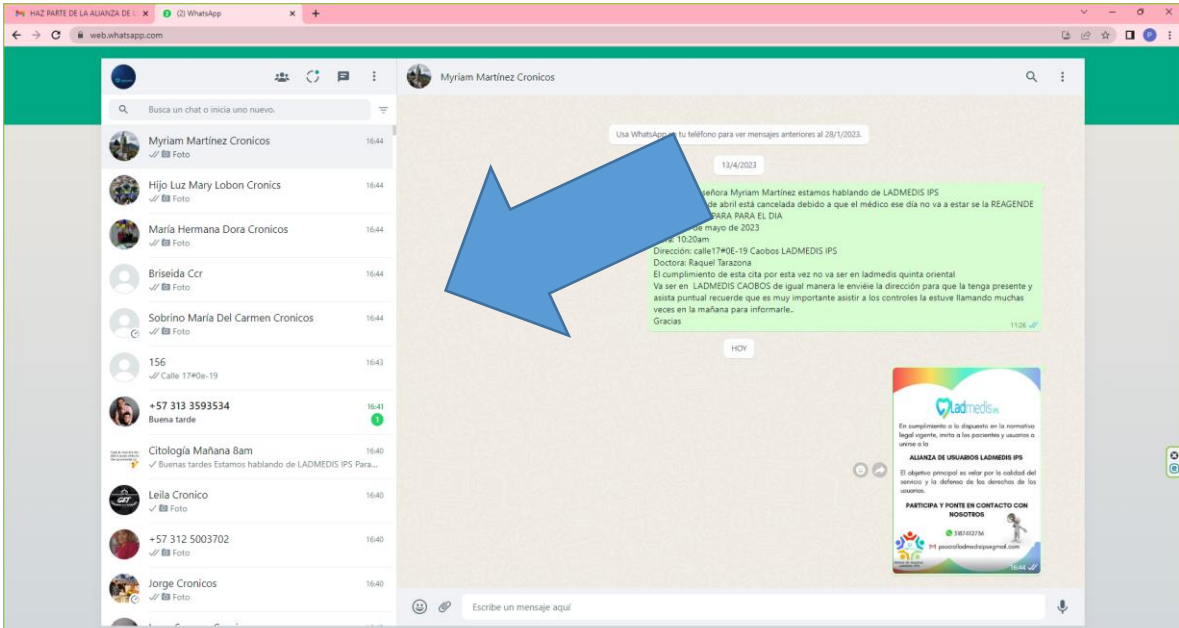 HAZ PARTE DE LA ALIANZA DE
(2) WhatsApp
web.whatsapp.com
Busca un chat o inicia uno nuevo.
Myriam Martínez Cronicos
16:44
Foto
Hijo Luz Mary Lobon Cronics
16:44
Foto
María Hermana Dora Cronicos
16:44
Foto
Briseida Ccr
16:44
Foto
Sobrino María Del Carmen Cronicos
16:44
Foto
156
16:43
Calle 17#0e-19
+57 313 3593534
16:41
Buena tarde
1
Citología Mañana 8am
16:40
Buenas tardes Estamos hablando de LADMEDIS IPS Para...
Leila Cronico
16:40
Foto
+57 312 5003702
16:40
Foto
Jorge Cronicos
16:40
Foto
Myriam Martínez Cronicos
Usa WhatsApp en tu teléfono para ver mensajes anteriores al 28/1/2023.
13/4/2023
señora Myriam Martínez estamos hablando de LADMEDIS IPS
de abril está cancelada debido a que el médico ese día no va a estar se la REAGENDE
PARA PARA EL DIA
de mayo de 2023
10:20am
Dirección: calle17#0E-19 Caobos LADMEDIS IPS
Doctora: Raquel Tarazona
El cumplimiento de esta cita por esta vez no va ser en ladmedis quinta oriental
Va ser en LADMEDIS CAOBOS de igual manera le enviéie la dirección para que la tenga presente y
asista puntual recuerde que es muy importante asistir a los controles la estuve llamando muchas
veces en la mañana para informarle..
Gracias
11:26
HOY
Ladmedis IPS
En cumplimiento a lo dispuesto en la normativa
legal vigente, invita a los pacientes y usuarios a
unirse a la
ALIANZA DE USUARIOS LADMEDIS IPS
El objetivo principal es velar por la calidad del
servicio y la defensa de los derechos de los
usuarios.
PARTICIPA Y PONTE EN CONTACTO CON
NOSOTROS
16:44
Escribe un mensaje aquí